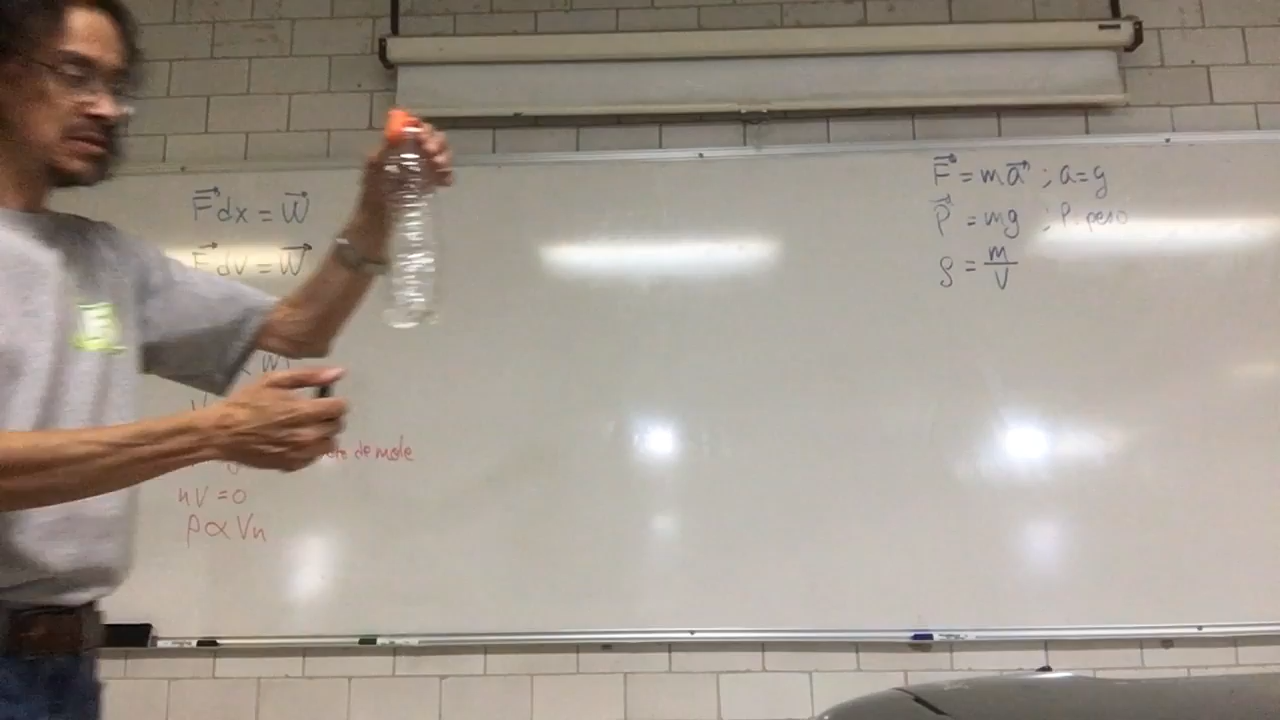 F⃗dx = W⃗
F⃗dv = W⃗
de mole
nV = 0
P ∝ Vn
F⃗ = ma⃗ ; a=g
P⃗ = mg ; P. peso
ρ = m/V